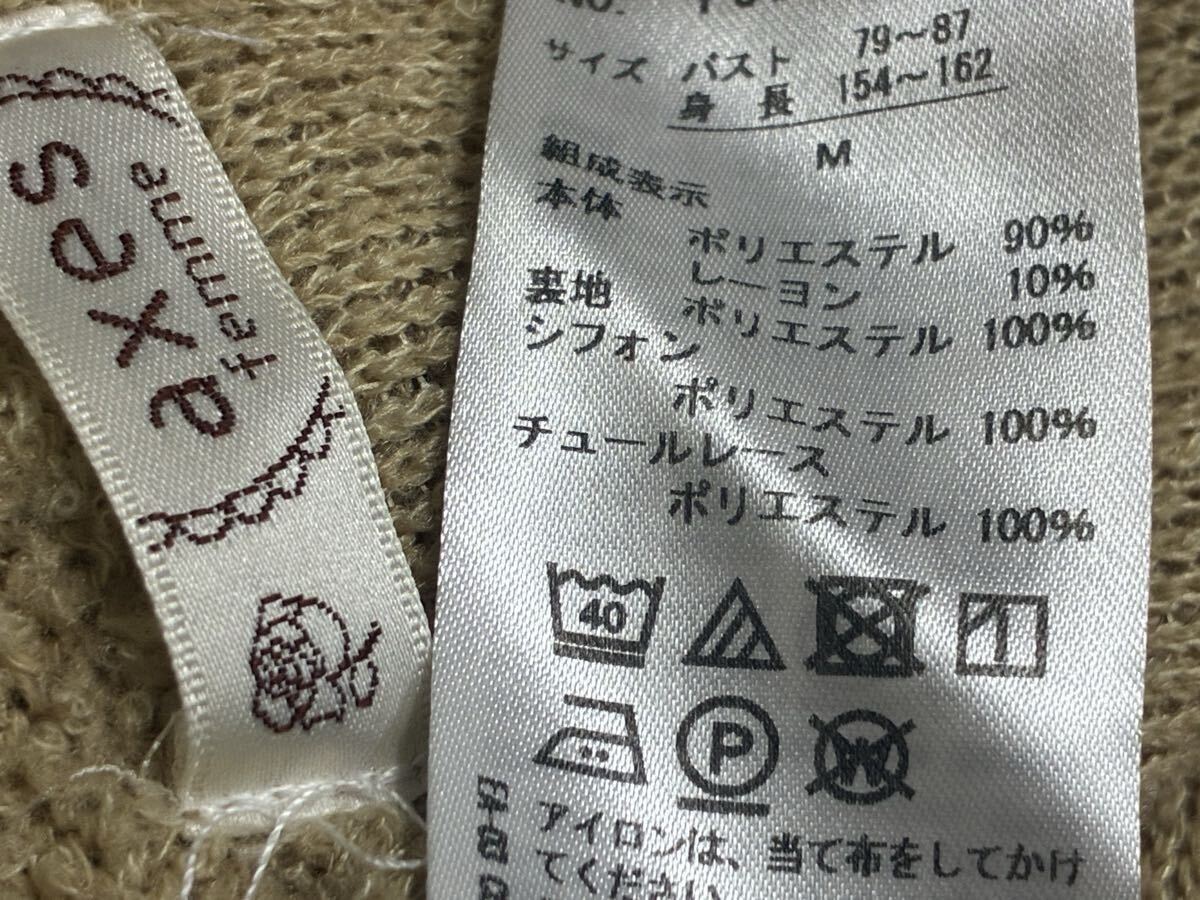 axes
femme
サイズ バスト 79～87
身長 154～162
M
組成表示
本体
ポリエステル 90%
レーヨン 10%
裏地 ポリエステル 100%
シフォン
ポリエステル 100%
チュールレース
ポリエステル 100%
40
P
W
アイロンは、当て布をしてかけ
てください